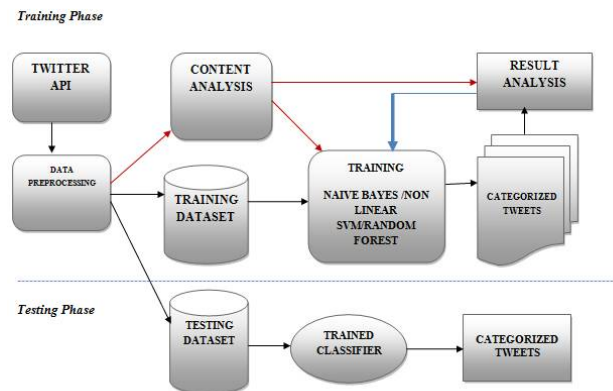 Training Phase
TWITTER
API
CONTENT
ANALYSIS
RESULT
ANALYSIS
DATA
PREPROCESSING
TRAINING
DATASET
TRAINING
NAIVE BAYES /NON
LINEAR
SVM/RANDOM
FOREST
CATEGORIZED
TWEETS
Testing Phase
TESTING
DATASET
TRAINED
CLASSIFIER
CATEGORIZED
TWEETS